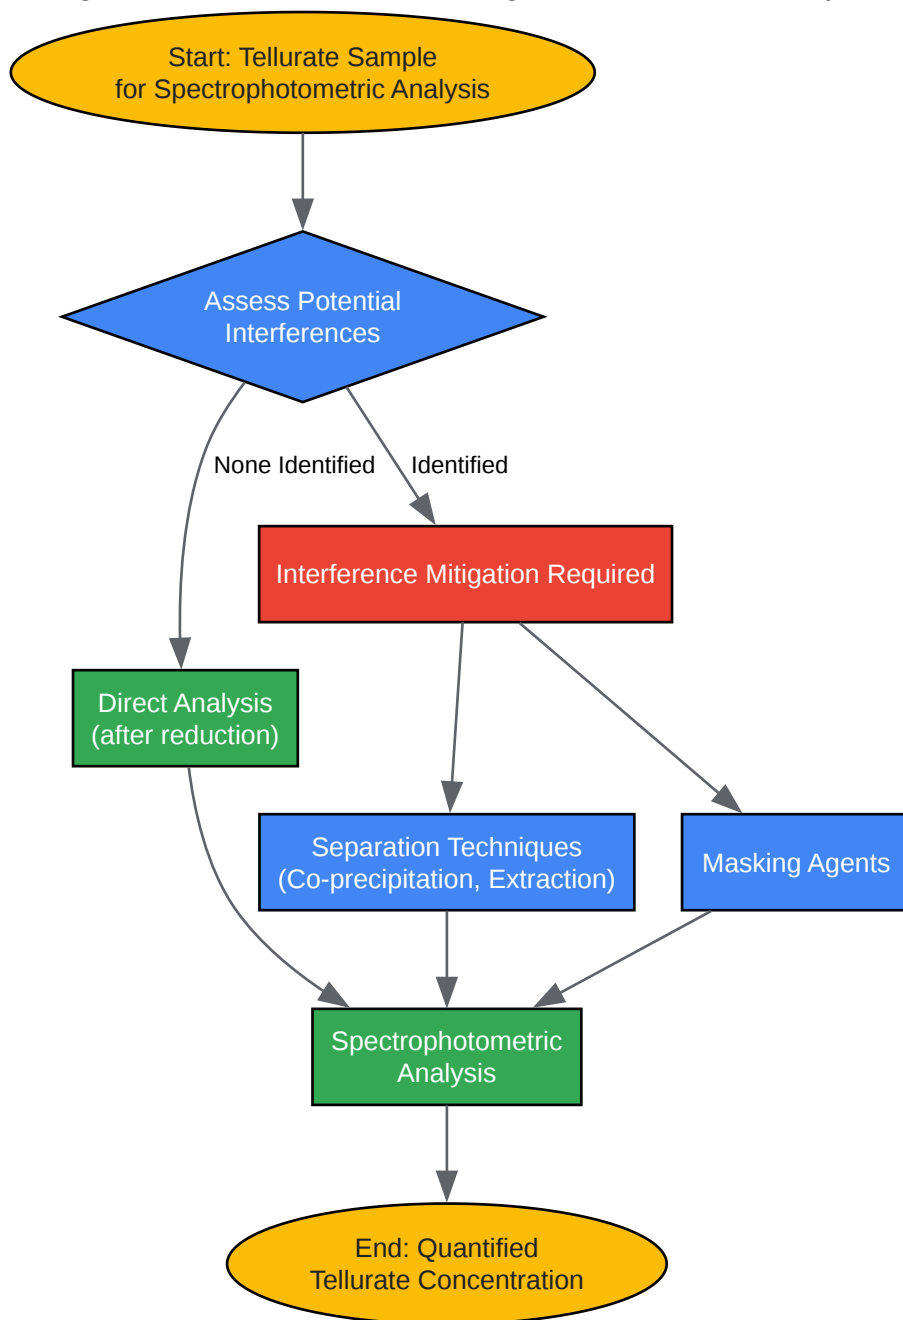 Start: Tellurate Sample
for Spectrophotometric Analysis
Assess Potential
Interferences
None Identified
Identified
Interference Mitigation Required
Direct Analysis
(after reduction)
Separation Techniques
(Co-precipitation, Extraction)
Masking Agents
Spectrophotometric
Analysis
End: Quantified
Tellurate Concentration